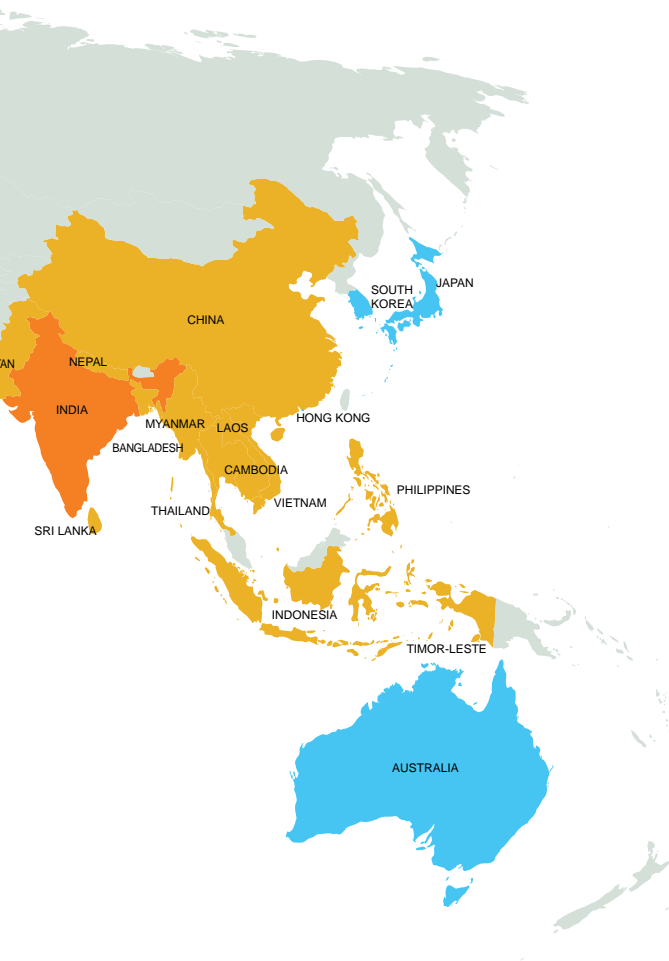 JAPAN
SOUTH
KOREA
CHINA
NEPAL
AN
INDIA
HONG KONG
MYANMAR
LAOS
BANGLADESH
CAMBODIA
PHILIPPINES
VIETNAM
THAILAND
SRI LANKA
INDONESIA
TIMOR-LESTE
AUSTRALIA